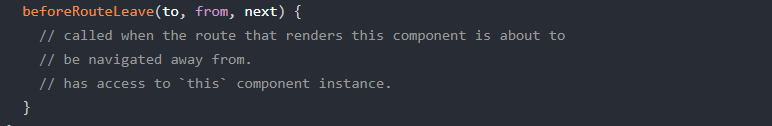 beforeRouteLeave(to, from, next) {
// called when the route that renders this component is about to
// be navigated away from.
// has access to `this` component instance.
}